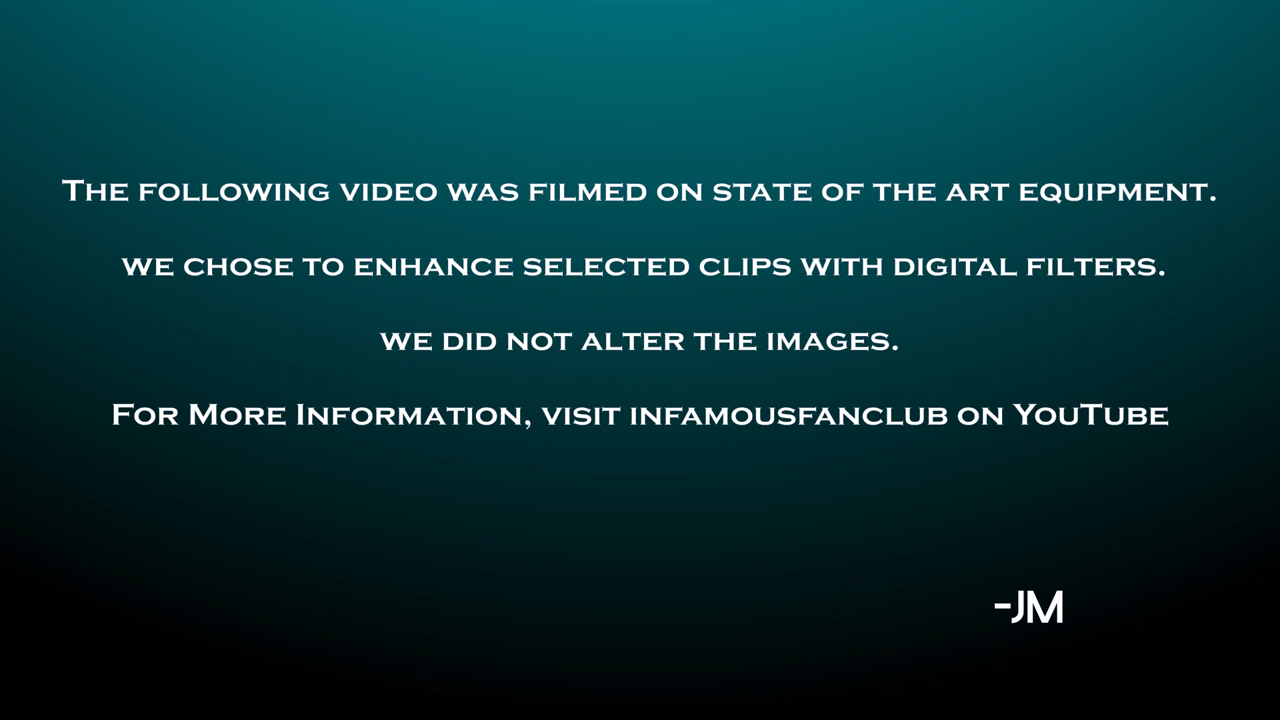 The following video was filmed on state of the art equipment.
we chose to enhance selected clips with digital filters.
we did not alter the images.
For More Information, visit infamousfanclub on YouTube
-JM